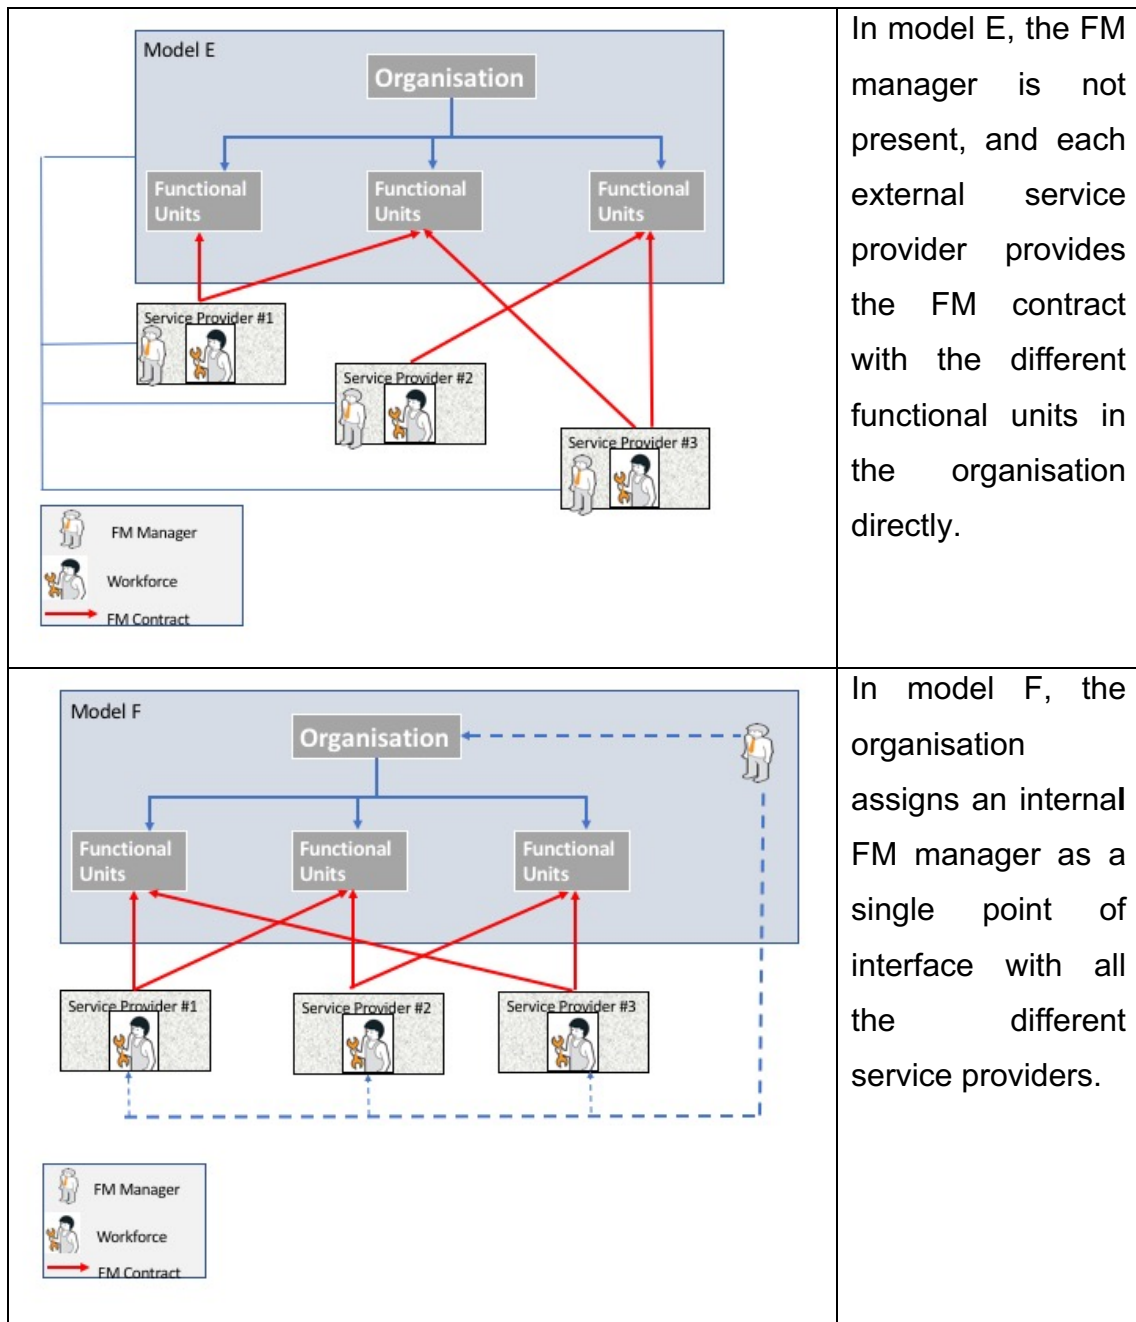 Model E
Organisation
Functional
Units
Functional
Units
Functional
Units
Service Provider #1
Service Provider #2
Service Provider #3
FM Manager
Workforce
FM Contract
In model E, the FM
manager is not
present, and each
external service
provider provides
the FM contract
with the different
functional units in
the organisation
directly.
Model F
Organisation
Functional
Units
Functional
Units
Functional
Units
Service Provider #1
Service Provider #2
Service Provider #3
FM Manager
Workforce
FM Contract
In model F, the
organisation
assigns an internal
FM manager as a
single point of
interface with all
the different
service providers.